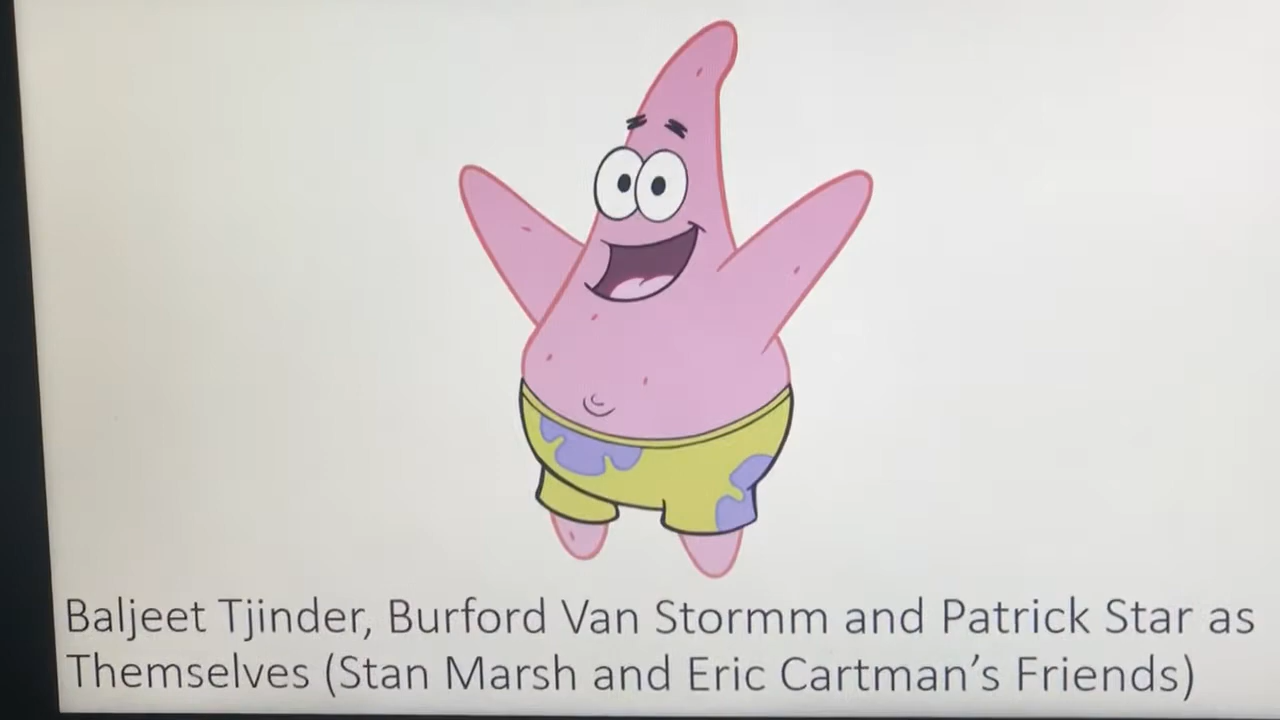 Baljeet Tjinder, Burford Van Stormm and Patrick Star as
Themselves (Stan Marsh and Eric Cartman’s Friends)